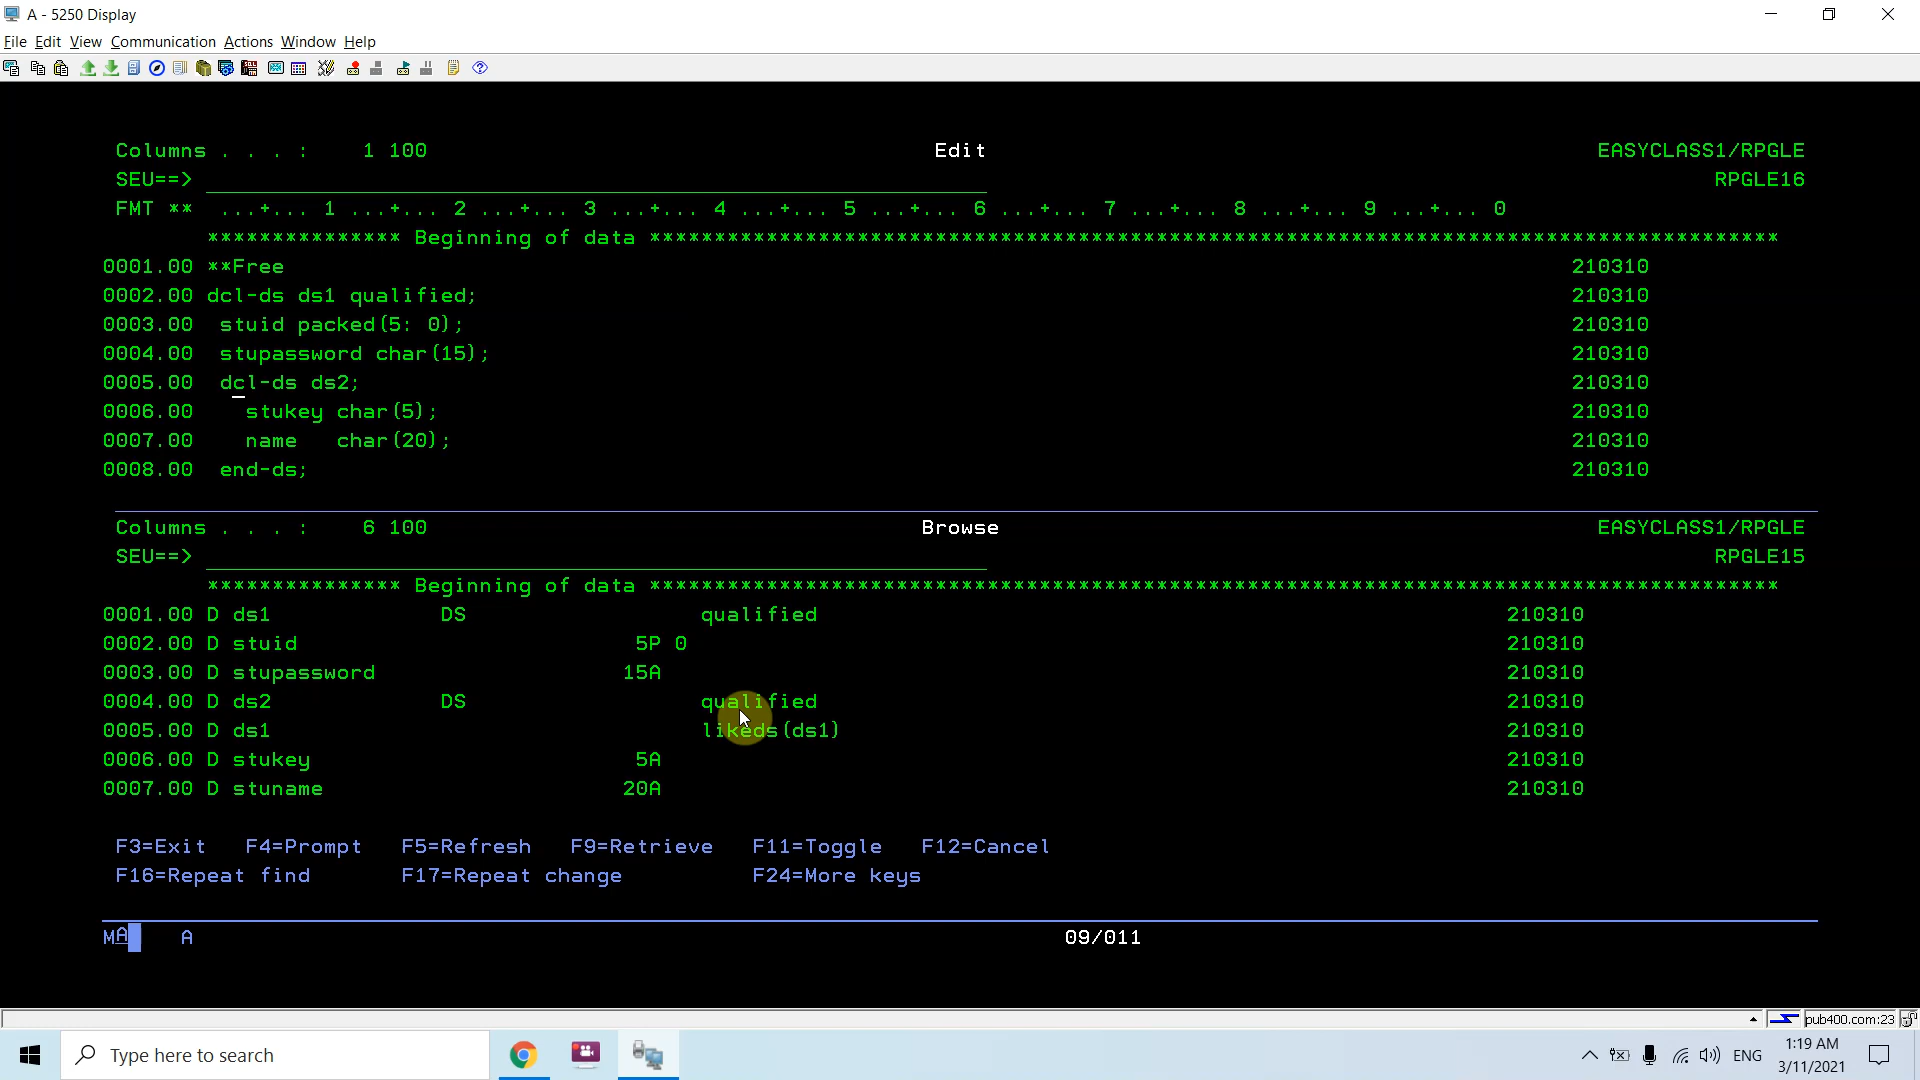 A - 5250 Display
File Edit View Communication Actions Window Help
Columns . . . :    1 100                                       Edit                                               EASYCLASS1/RPGLE
SEU==>                                                                                                                     RPGLE16
FMT **  ...+... 1 ...+... 2 ...+... 3 ...+... 4 ...+... 5 ...+... 6 ...+... 7 ...+... 8 ...+... 9 ...+... 0
*************** Beginning of data ***************************************************************************************
0001.00 **Free 210310
0002.00 dcl-ds ds1 qualified; 210310
0003.00  stuid packed(5: 0); 210310
0004.00  stupassword char(15); 210310
0005.00  dcl-ds ds2; 210310
0006.00    stukey char(5); 210310
0007.00    name   char(20); 210310
0008.00  end-ds; 210310
Columns . . . :    6 100                                      Browse                                              EASYCLASS1/RPGLE
SEU==>                                                                                                                     RPGLE15
*************** Beginning of data ***************************************************************************************
0001.00 D ds1             DS                  qualified 210310
0002.00 D stuid                          5P 0 210310
0003.00 D stupassword                   15A 210310
0004.00 D ds2             DS                  qualified 210310
0005.00 D ds1                                 likeds(ds1) 210310
0006.00 D stukey                         5A 210310
0007.00 D stuname                       20A 210310
F3=Exit   F4=Prompt   F5=Refresh   F9=Retrieve   F11=Toggle   F12=Cancel
F16=Repeat find       F17=Repeat change          F24=More keys
MA    A 09/011
pub400.com:23
Type here to search
ENG
1:19 AM
3/11/2021